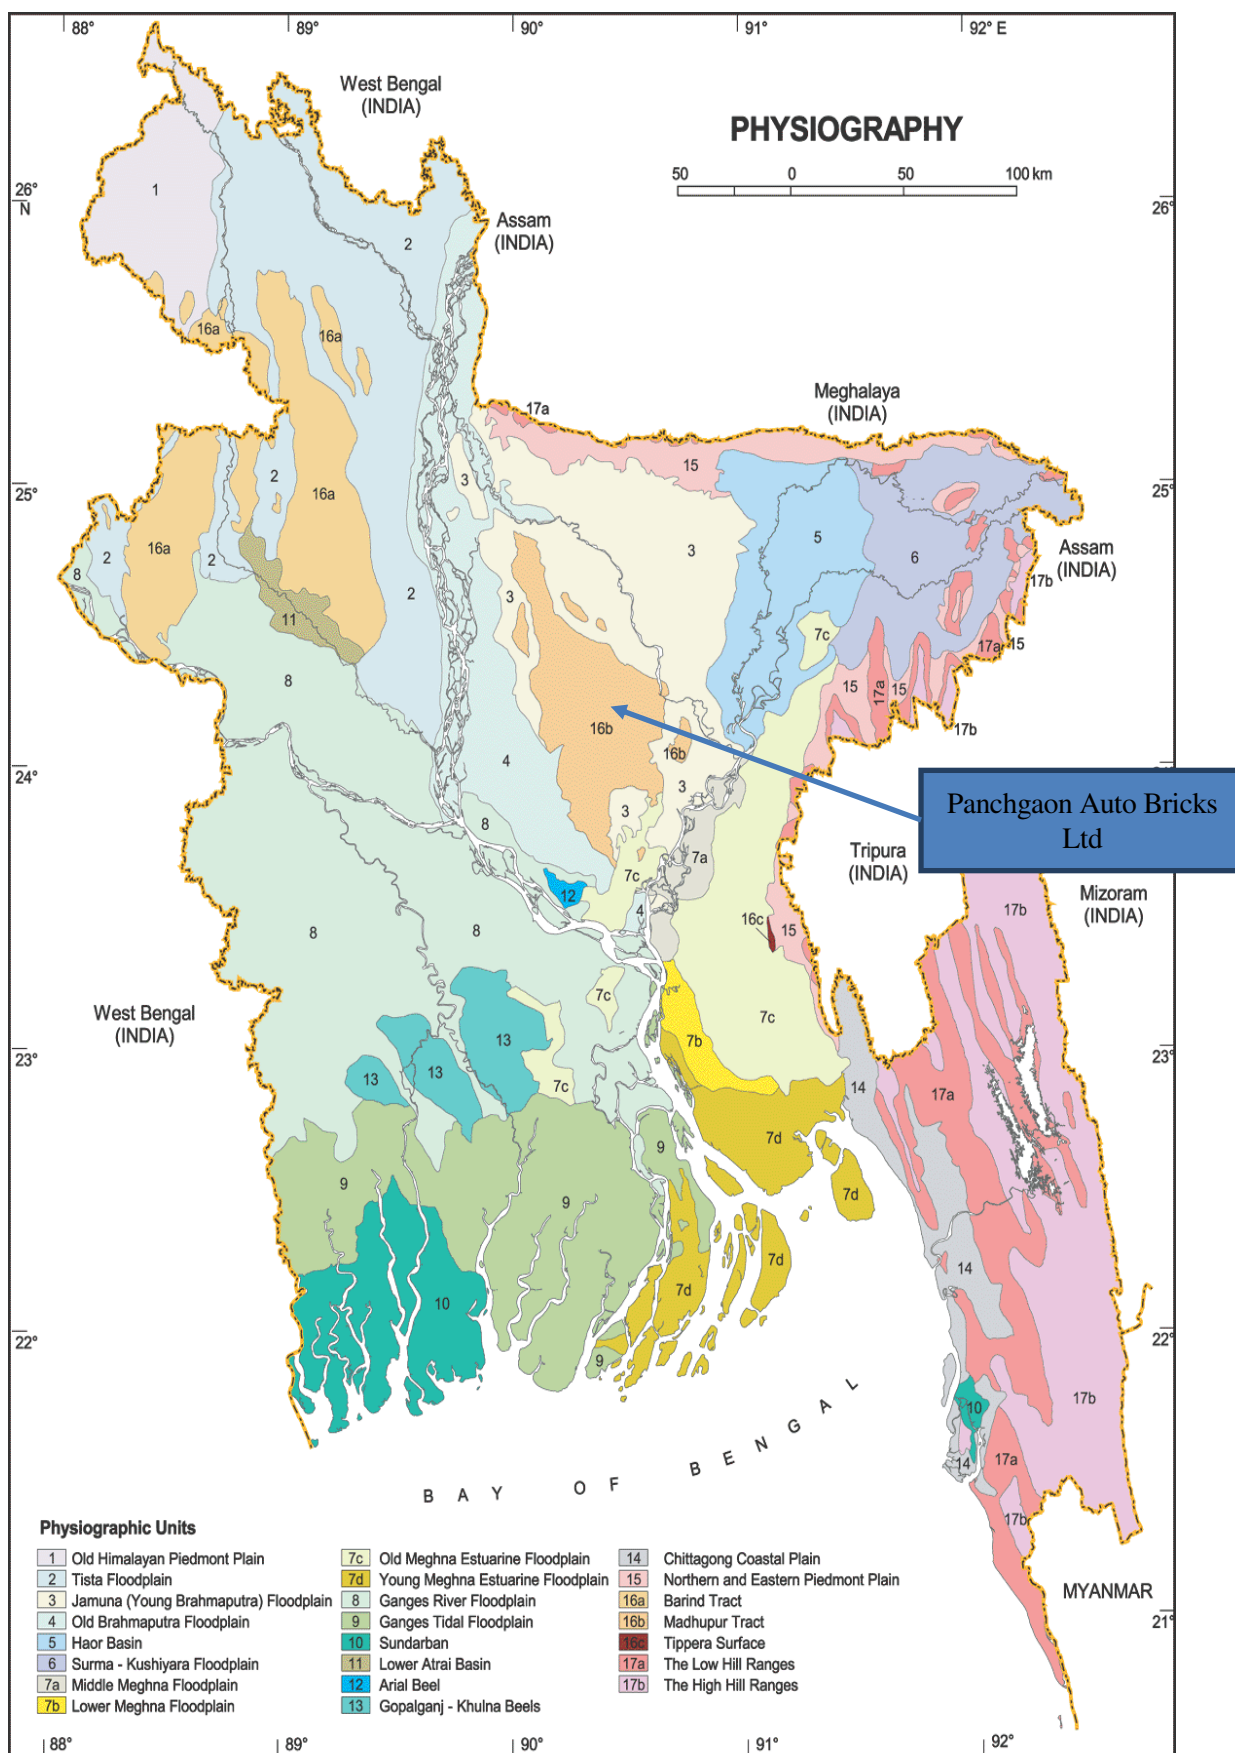 88°
89°
90°
91°
92° E
West Bengal
(INDIA)
PHYSIOGRAPHY
50
0
50
100 km
26°
N
26°
1
2
Assam
(INDIA)
16a
16a
Meghalaya
(INDIA)
17a
15
25°
25°
3
2
16a
16a
2
2
8
3
5
6
Assam
(INDIA)
17b
2
3
11
7c
17a
15
8
15
17a
15
17b
16b
16b
4
24°
24°
3
3
Panchgaon Auto Bricks
Ltd
8
7a
Tripura
(INDIA)
7c
12
4
16c
15
17b
Mizoram
(INDIA)
8
8
7c
7c
West Bengal
(INDIA)
13
7b
23°
23°
13
13
7c
14
17a
7d
9
9
9
7d
14
7d
7d
10
22°
22°
9
10
17b
14
17a
17b
BAY OF BENGAL
Physiographic Units
1 Old Himalayan Piedmont Plain
2 Tista Floodplain
3 Jamuna (Young Brahmaputra) Floodplain
4 Old Brahmaputra Floodplain
5 Haor Basin
6 Surma - Kushiyara Floodplain
7a Middle Meghna Floodplain
7b Lower Meghna Floodplain
7c Old Meghna Estuarine Floodplain
7d Young Meghna Estuarine Floodplain
8 Ganges River Floodplain
9 Ganges Tidal Floodplain
10 Sundarban
11 Lower Atrai Basin
12 Arial Beel
13 Gopalganj - Khulna Beels
14 Chittagong Coastal Plain
15 Northern and Eastern Piedmont Plain
16a Barind Tract
16b Madhupur Tract
16c Tippera Surface
17a The Low Hill Ranges
17b The High Hill Ranges
MYANMAR
21°
88°
89°
90°
91°
92°